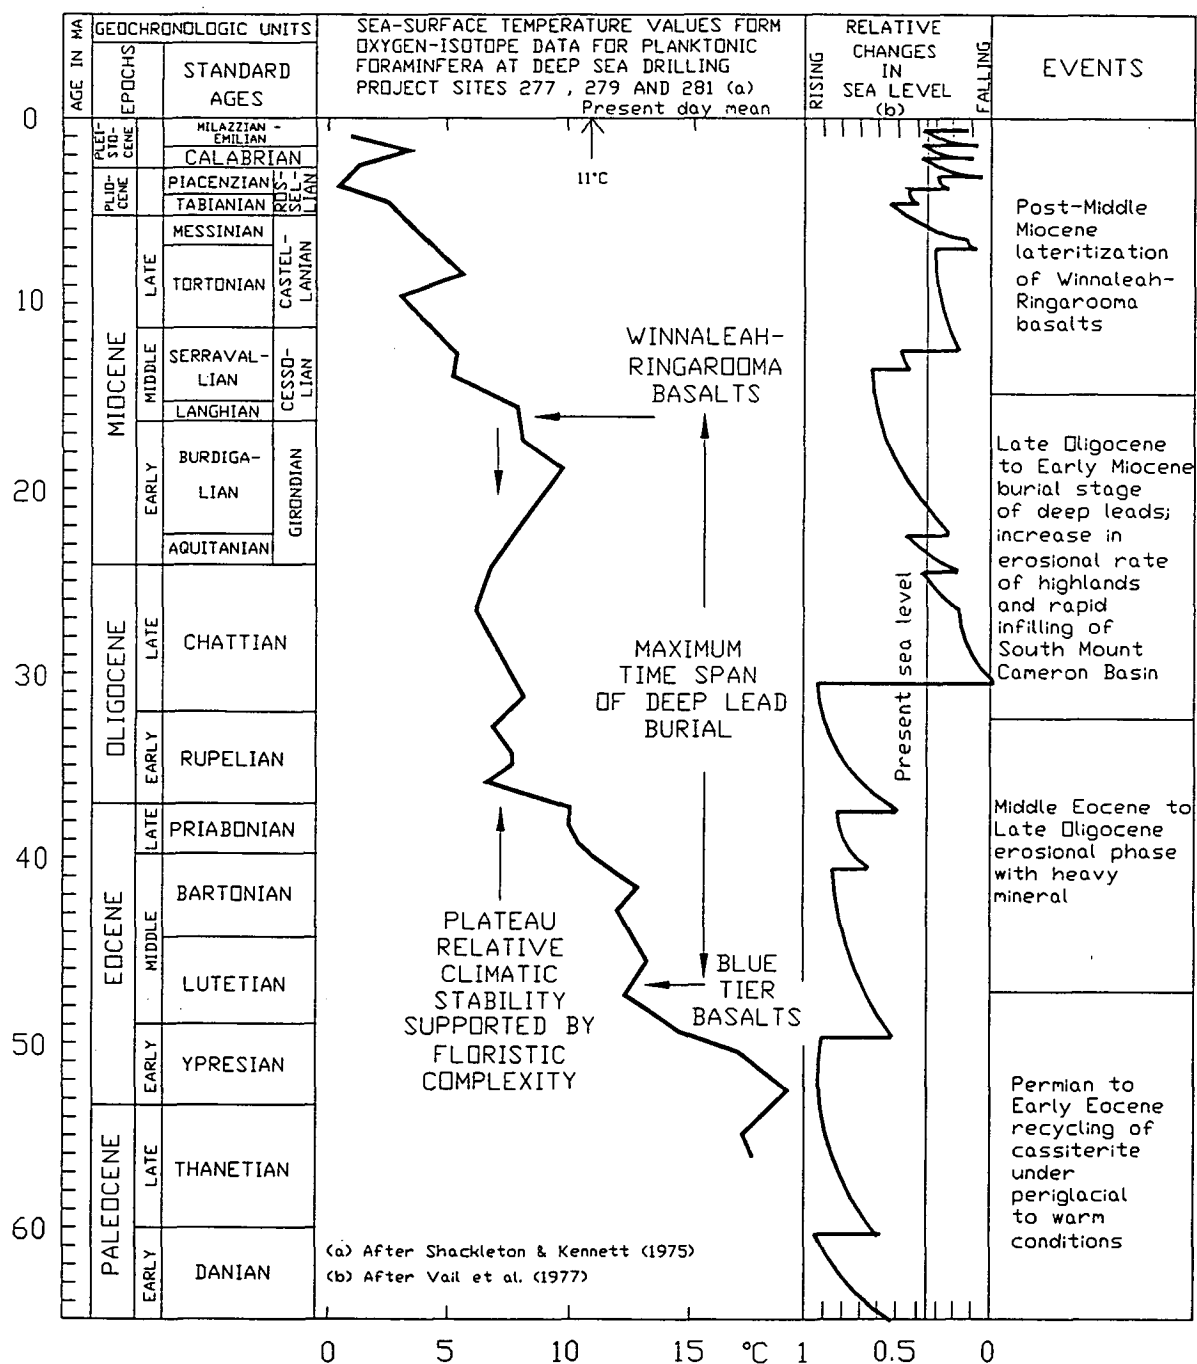 AGE IN MA
GEOCHRONOLOGIC UNITS
EPOCHS
STANDARD
AGES
SEA-SURFACE TEMPERATURE VALUES FORM
OXYGEN-ISOTOPE DATA FOR PLANKTONIC
FORAMINFERA AT DEEP SEA DRILLING
PROJECT SITES 277 , 279 AND 281 (a)
Present day mean
11°C
RELATIVE
CHANGES
IN
SEA LEVEL
(b)
RISING
FALLING
EVENTS
0
10
20
30
40
50
60
PLEI-
STO-
CENE
PLIO-
CENE
MIOCENE
OLIGOCENE
EOCENE
PALEOCENE
LATE
MIDDLE
EARLY
LATE
EARLY
LATE
MIDDLE
EARLY
LATE
EARLY
MILAZZIAN -
EMILIAN
CALABRIAN
PIACENZIAN
TABIANIAN
MESSINIAN
TORTONIAN
SERRAVAL-
LIAN
LANGHIAN
BURDIGA-
LIAN
AQUITANIAN
CHATTIAN
RUPELIAN
PRIABONIAN
BARTONIAN
LUTETIAN
YPRESIAN
THANETIAN
DANIAN
ROS-
SEL-
LIAN
CASTEL-
LANIAN
CESSO-
LIAN
GIRONDIAN
WINNALEAH-
RINGAROOMA
BASALTS
MAXIMUM
TIME SPAN
OF DEEP LEAD
BURIAL
PLATEAU
RELATIVE
CLIMATIC
STABILITY
SUPPORTED BY
FLORISTIC
COMPLEXITY
BLUE
TIER
BASALTS
(a) After Shackleton & Kennett (1975)
(b) After Vail et al. (1977)
Present sea level
Post-Middle
Miocene
lateritization
of Winnaleah-
Ringarooma
basalts
Late Oligocene
to Early Miocene
burial stage
of deep leads;
increase in
erosional rate
of highlands
and rapid
infilling of
South Mount
Cameron Basin
Middle Eocene to
Late Oligocene
erosional phase
with heavy
mineral
Permian to
Early Eocene
recycling of
cassiterite
under
periglacial
to warm
conditions
0 5 10 15 °C 1 0.5 0